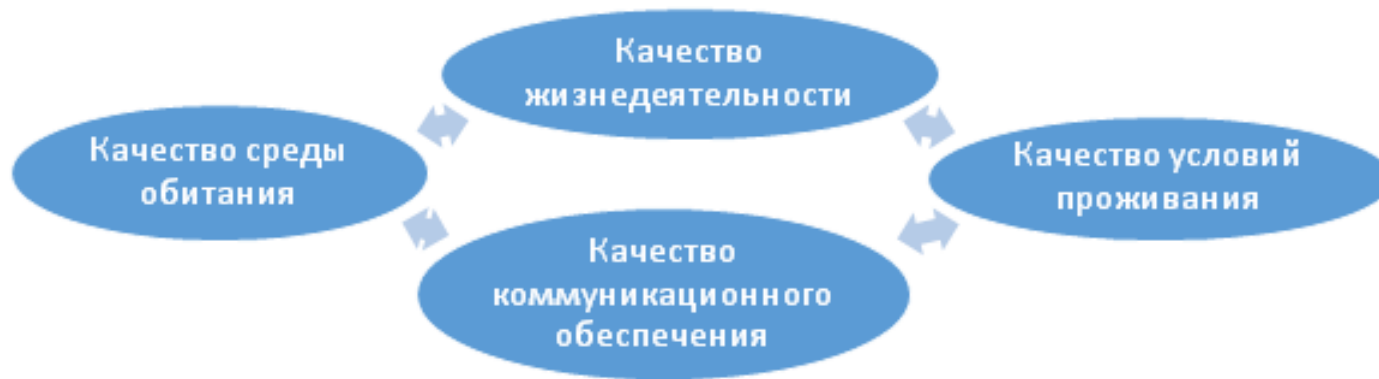 Качество
жизнедеятельности
Качество среды
обитания
Качество условий
проживания
Качество
коммуникационного
обеспечения